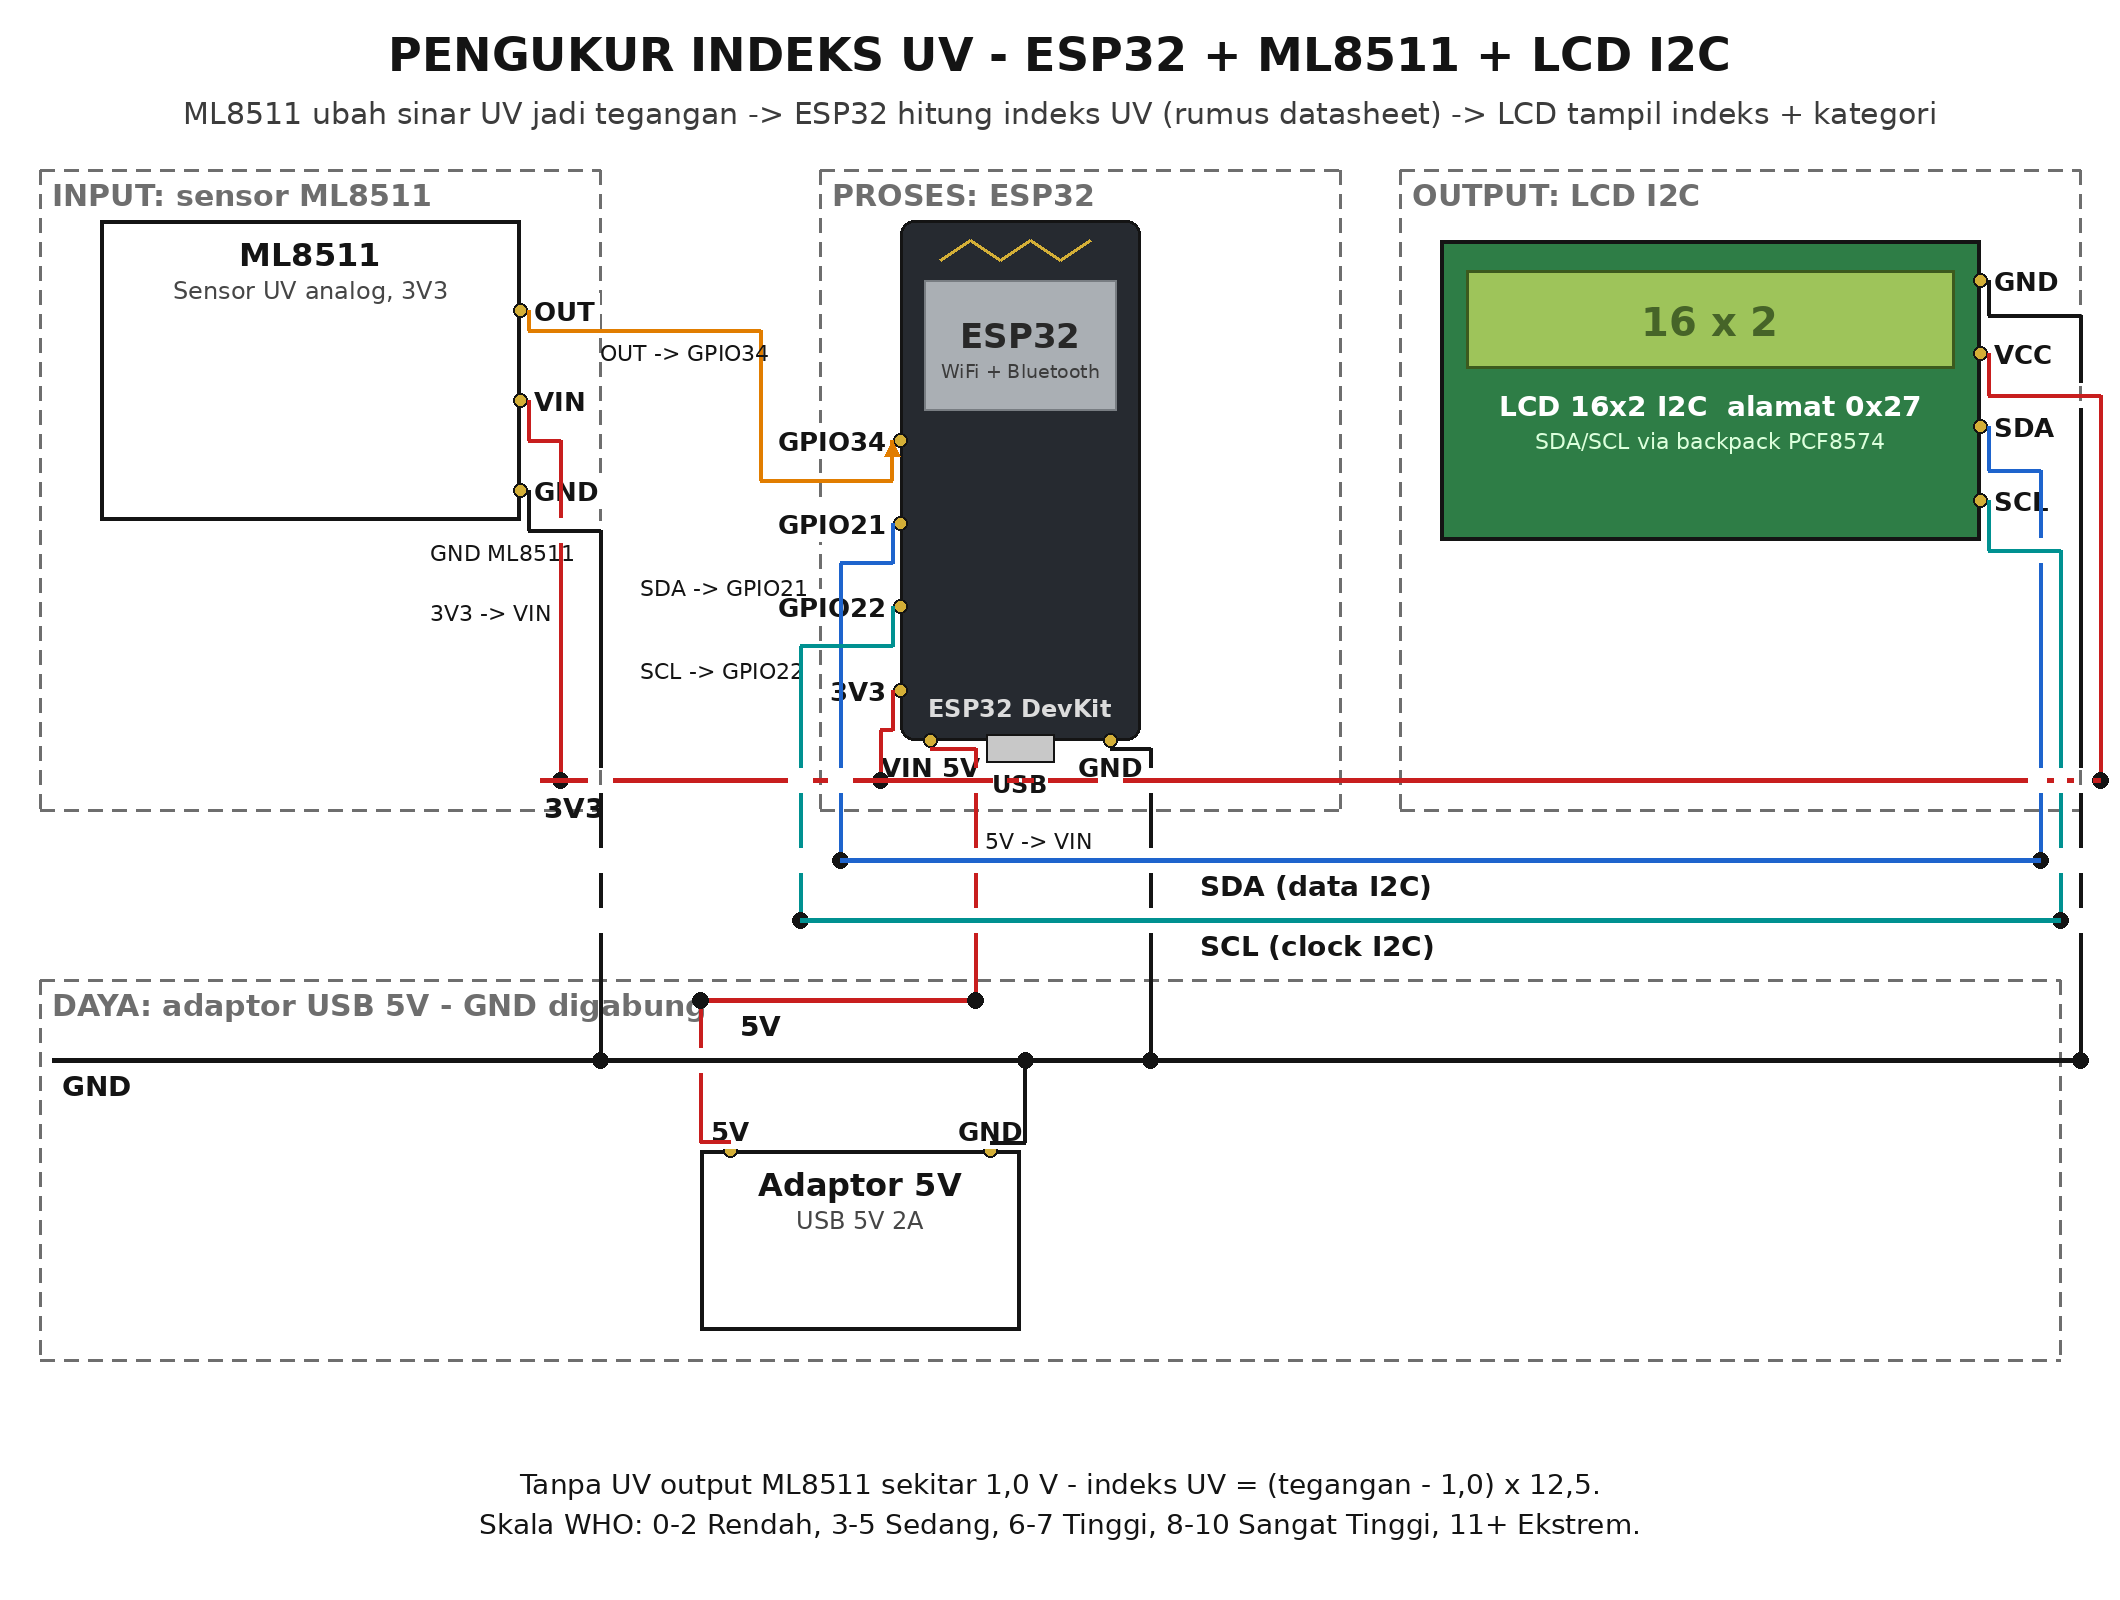 PENGUKUR INDEKS UV - ESP32 + ML8511 + LCD I2C
ML8511 ubah sinar UV jadi tegangan -> ESP32 hitung indeks UV (rumus datasheet) -> LCD tampil indeks + kategori
INPUT: sensor ML8511
ML8511
Sensor UV analog, 3V3
OUT
VIN
GND
OUT -> GPIO34
GND ML8511
3V3 -> VIN
3V3
PROSES: ESP32
ESP32
WiFi + Bluetooth
GPIO34
GPIO21
SDA -> GPIO21
GPIO22
SCL -> GPIO22
3V3
ESP32 DevKit
VIN 5V
USB
GND
5V -> VIN
OUTPUT: LCD I2C
16 x 2
LCD 16x2 I2C  alamat 0x27
SDA/SCL via backpack PCF8574
GND
VCC
SDA
SCL
SDA (data I2C)
SCL (clock I2C)
DAYA: adaptor USB 5V - GND digabung
5V
GND
5V
GND
Adaptor 5V
USB 5V 2A
Tanpa UV output ML8511 sekitar 1,0 V - indeks UV = (tegangan - 1,0) x 12,5.
Skala WHO: 0-2 Rendah, 3-5 Sedang, 6-7 Tinggi, 8-10 Sangat Tinggi, 11+ Ekstrem.